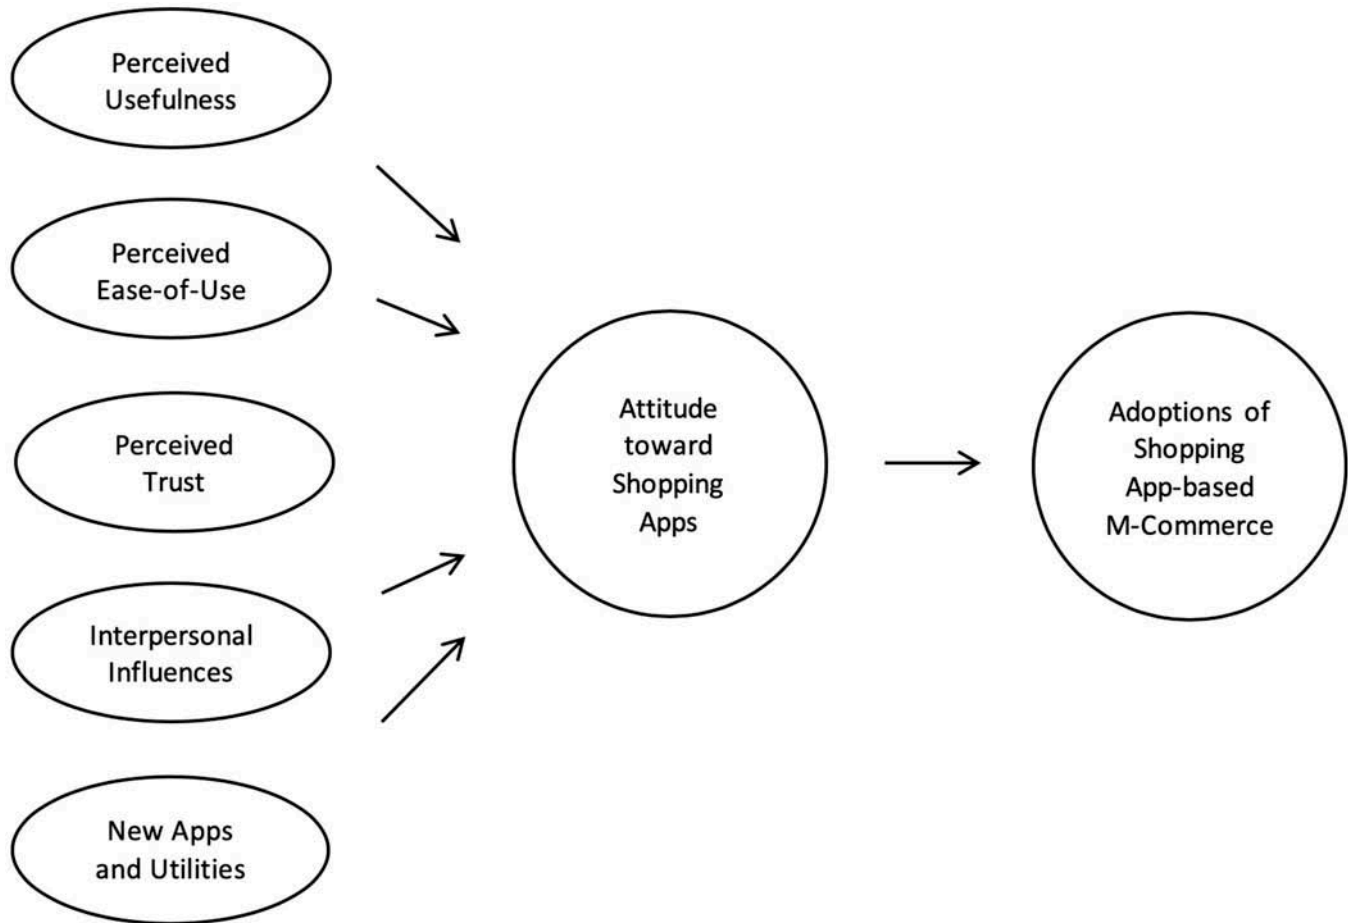 Perceived
Usefulness
Perceived
Ease-of-Use
Perceived
Trust
Interpersonal
Influences
New Apps
and Utilities
Attitude
toward
Shopping
Apps
Adoptions of
Shopping
App-based
M-Commerce